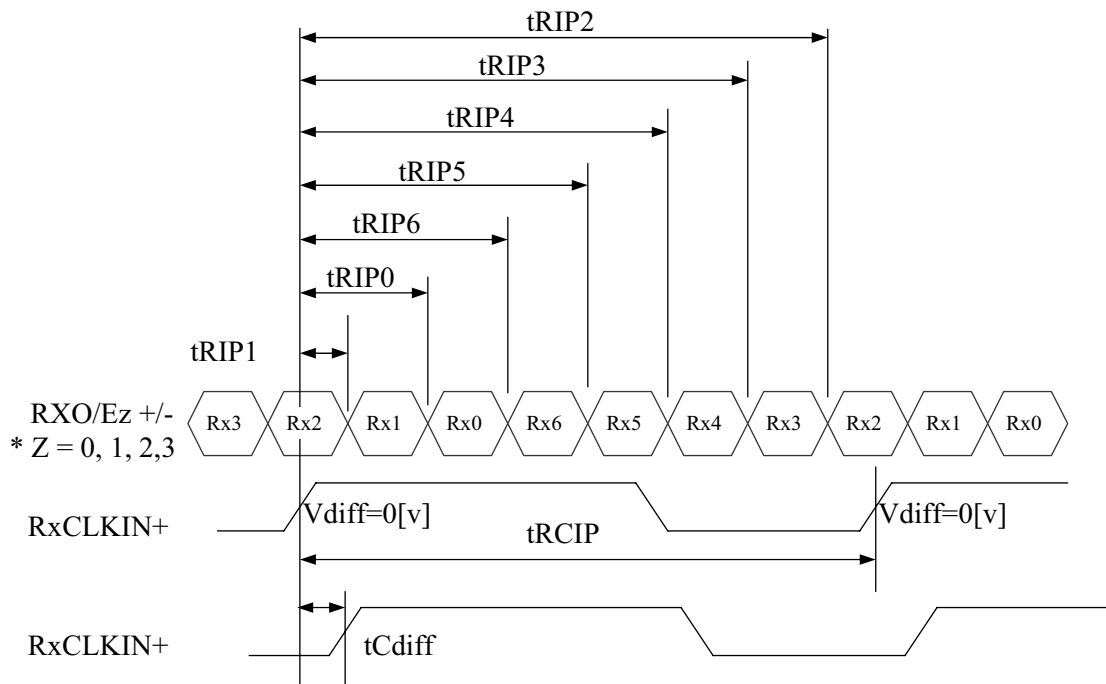 tRIP2
tRIP3
tRIP4
tRIP5
tRIP6
tRIP0
tRIP1
RXO/Ez +/-
* Z = 0, 1, 2,3
Rx3 Rx2 Rx1 Rx0 Rx6 Rx5 Rx4 Rx3 Rx2 Rx1 Rx0
RxCLKIN+
Vdiff=0[v] Vdiff=0[v]
tRCIP
RxCLKIN+
tCdiff